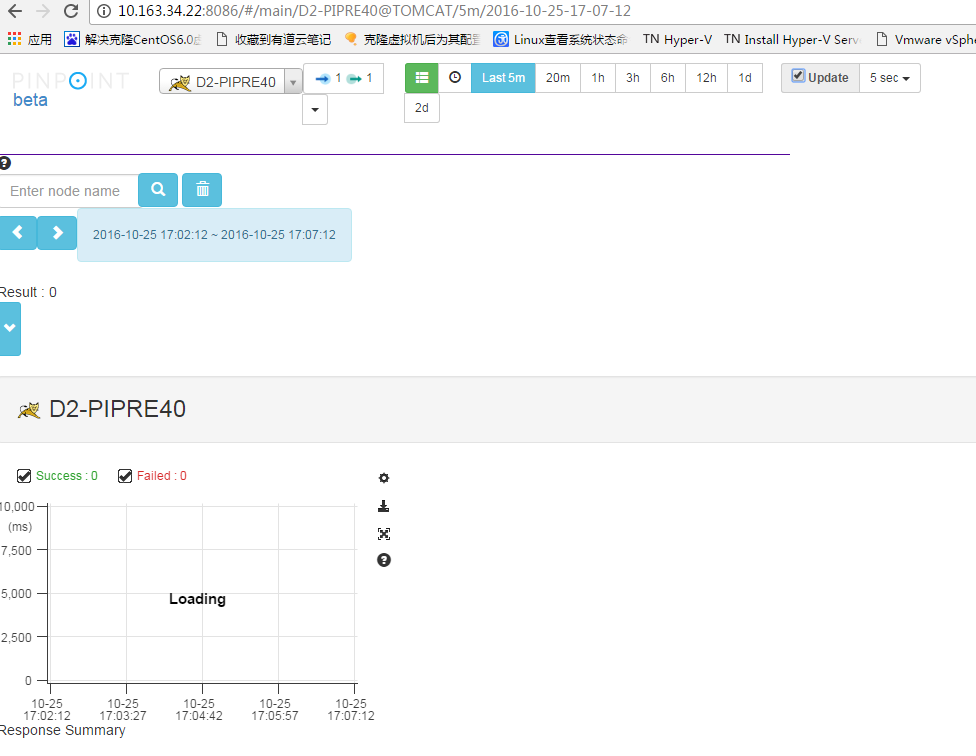 10.163.34.22:8086/#/main/D2-PIPRE40@TOMCAT/5m/2016-10-25-17-07-12
应用 解决克隆CentOS6.0 收藏到有道云笔记 克隆虚拟机后为其配 Linux查看系统状态命 TN Hyper-V TN Install Hyper-V Serv Vmware vSphe
PINPOINT D2-PIPRE40 1 1 Last 5m 20m 1h 3h 6h 12h 1d Update 5 sec
beta
2d
Enter node name
2016-10-25 17:02:12 ~ 2016-10-25 17:07:12
Result : 0
D2-PIPRE40
Success : 0 Failed : 0
10,000
(ms)
7,500
5,000
Loading
2,500
0
10-25 10-25 10-25 10-25 10-25
17:02:12 17:03:27 17:04:42 17:05:57 17:07:12
Response Summary